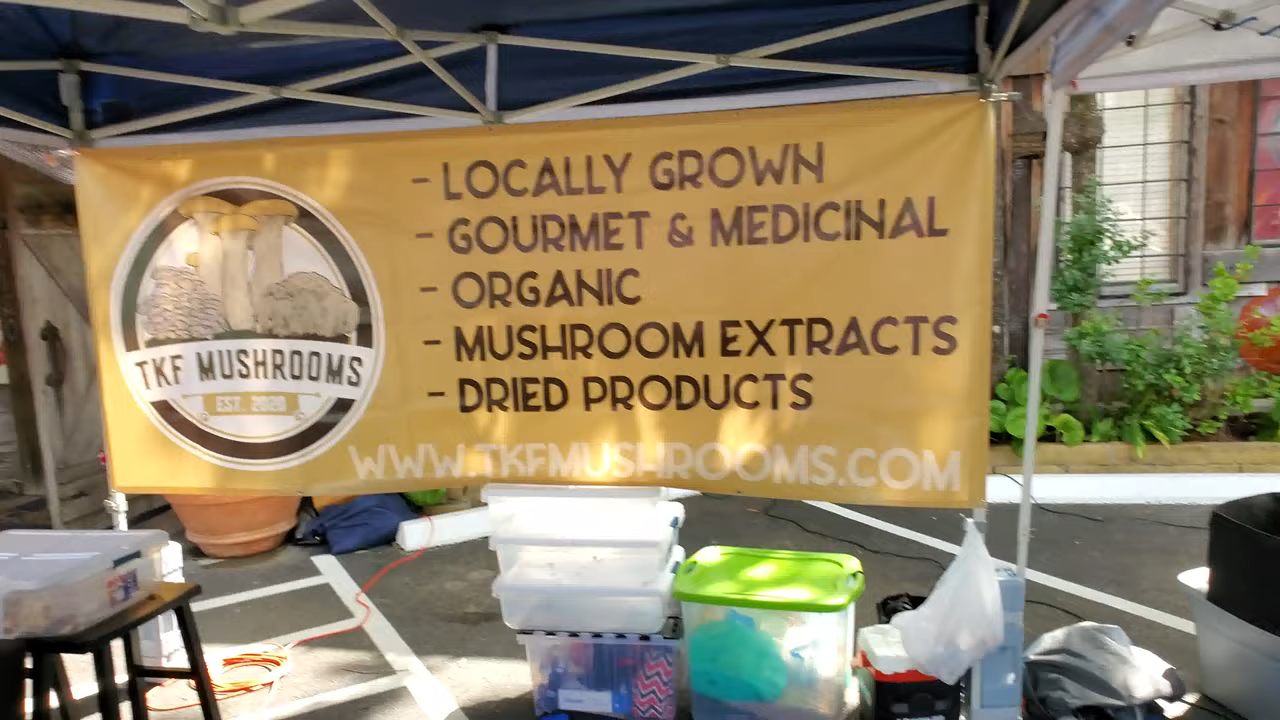 - LOCALLY GROWN
- GOURMET & MEDICINAL
- ORGANIC
- MUSHROOM EXTRACTS
- DRIED PRODUCTS
TKF MUSHROOMS
EST. 2020
WWW.TKFMUSHROOMS.COM